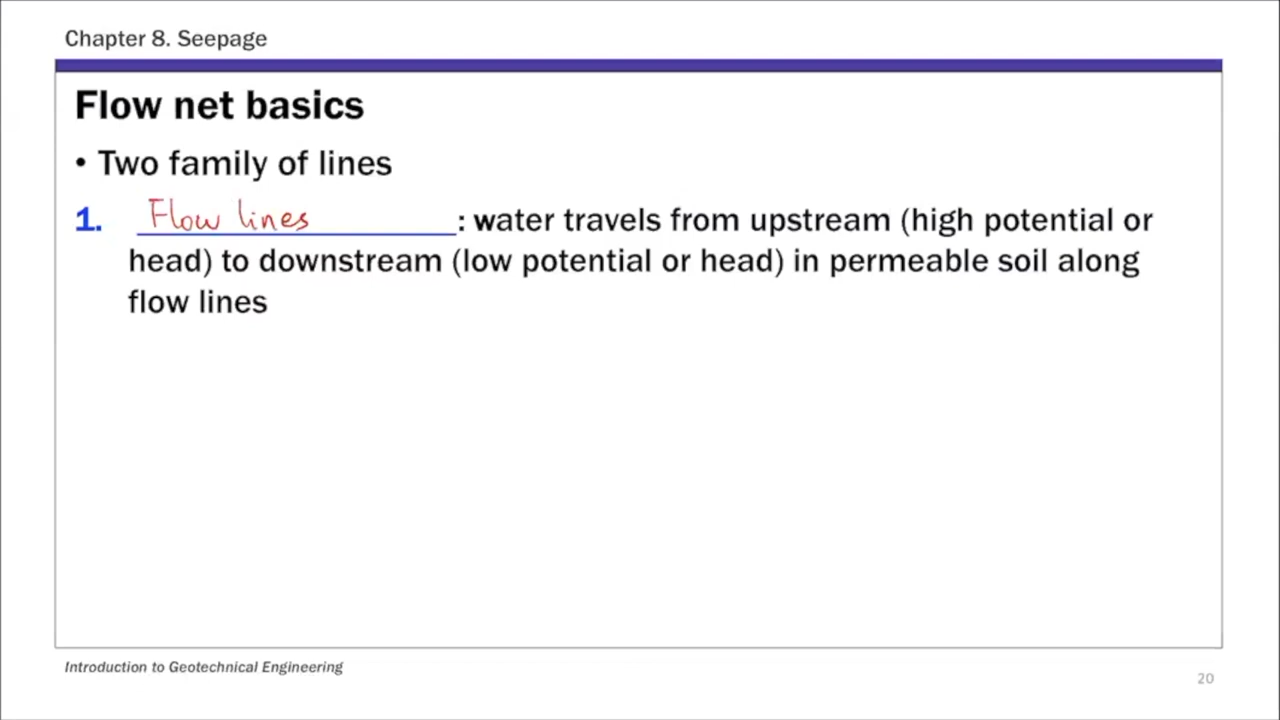 Chapter 8. Seepage
Flow net basics
• Two family of lines
1. Flow lines : water travels from upstream (high potential or
head) to downstream (low potential or head) in permeable soil along
flow lines
Introduction to Geotechnical Engineering
20